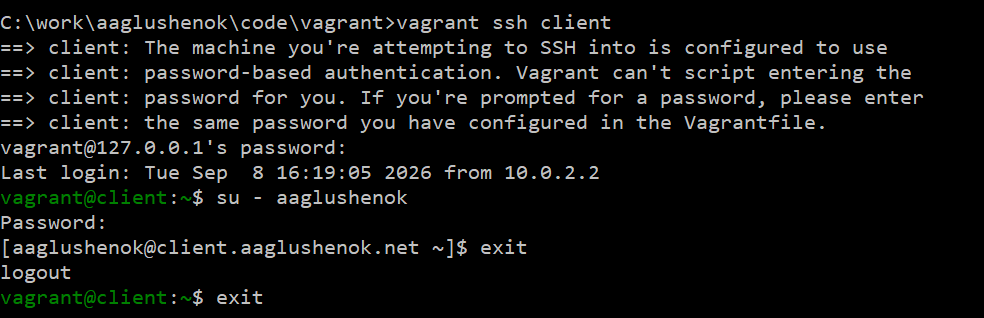 C:\work\aaglushenok\code\vagrant>vagrant ssh client
==> client: The machine you're attempting to SSH into is configured to use
==> client: password-based authentication. Vagrant can't script entering the
==> client: password for you. If you're prompted for a password, please enter
==> client: the same password you have configured in the Vagrantfile.
vagrant@127.0.0.1's password:
Last login: Tue Sep  8 16:19:05 2026 from 10.0.2.2
vagrant@client:~$ su - aaglushenok
Password:
[aaglushenok@client.aaglushenok.net ~]$ exit
logout
vagrant@client:~$ exit